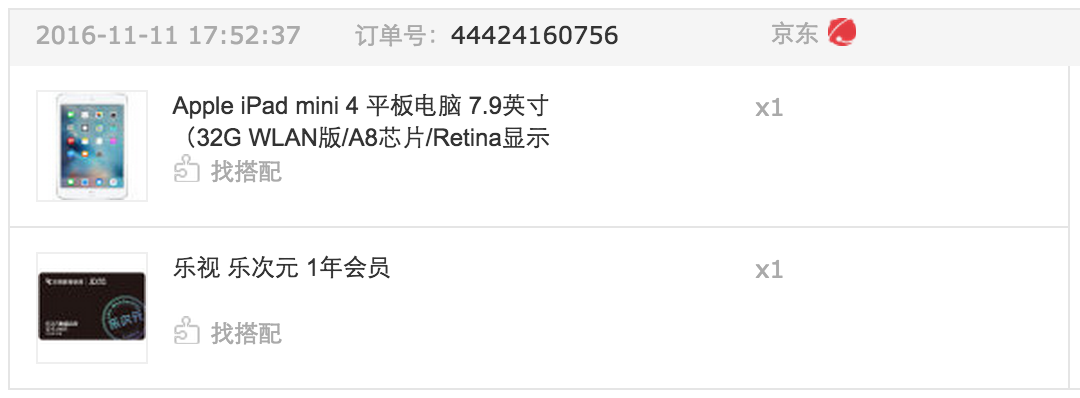 2016-11-11 17:52:37 订单号: 44424160756 京东
Apple iPad mini 4 平板电脑 7.9英寸 x1
（32G WLAN版/A8芯片/Retina显示
找搭配
乐视 乐次元 1年会员 x1
找搭配